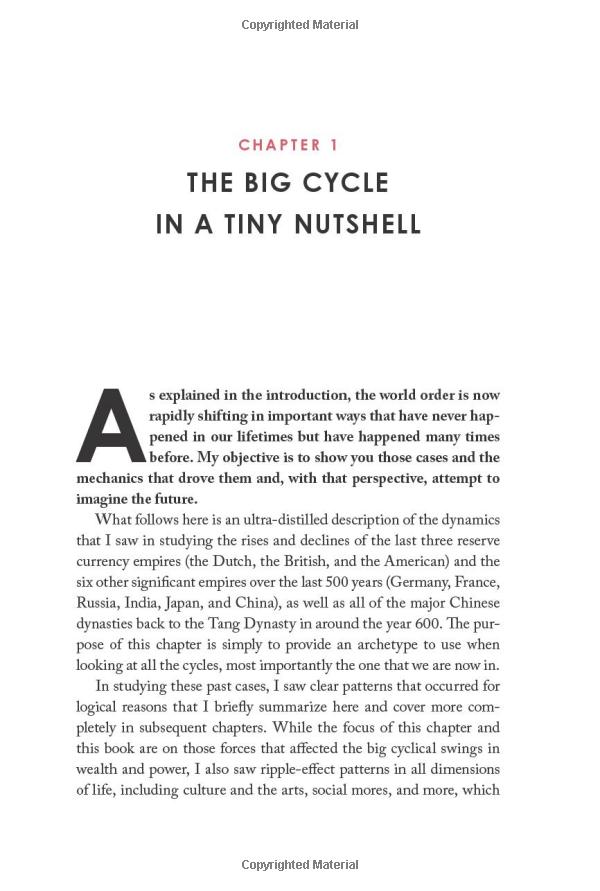 Copyrighted Material
CHAPTER 1
THE BIG CYCLE
IN A TINY NUTSHELL
As explained in the introduction, the world order is now
rapidly shifting in important ways that have never hap-
pened in our lifetimes but have happened many times
before. My objective is to show you those cases and the
mechanics that drove them and, with that perspective, attempt to
imagine the future.
What follows here is an ultra-distilled description of the dynamics
that I saw in studying the rises and declines of the last three reserve
currency empires (the Dutch, the British, and the American) and the
six other significant empires over the last 500 years (Germany, France,
Russia, India, Japan, and China), as well as all of the major Chinese
dynasties back to the Tang Dynasty in around the year 600. The pur-
pose of this chapter is simply to provide an archetype to use when
looking at all the cycles, most importantly the one that we are now in.
In studying these past cases, I saw clear patterns that occurred for
logical reasons that I briefly summarize here and cover more com-
pletely in subsequent chapters. While the focus of this chapter and
this book are on those forces that affected the big cyclical swings in
wealth and power, I also saw ripple-effect patterns in all dimensions
of life, including culture and the arts, social mores, and more, which
Copyrighted Material